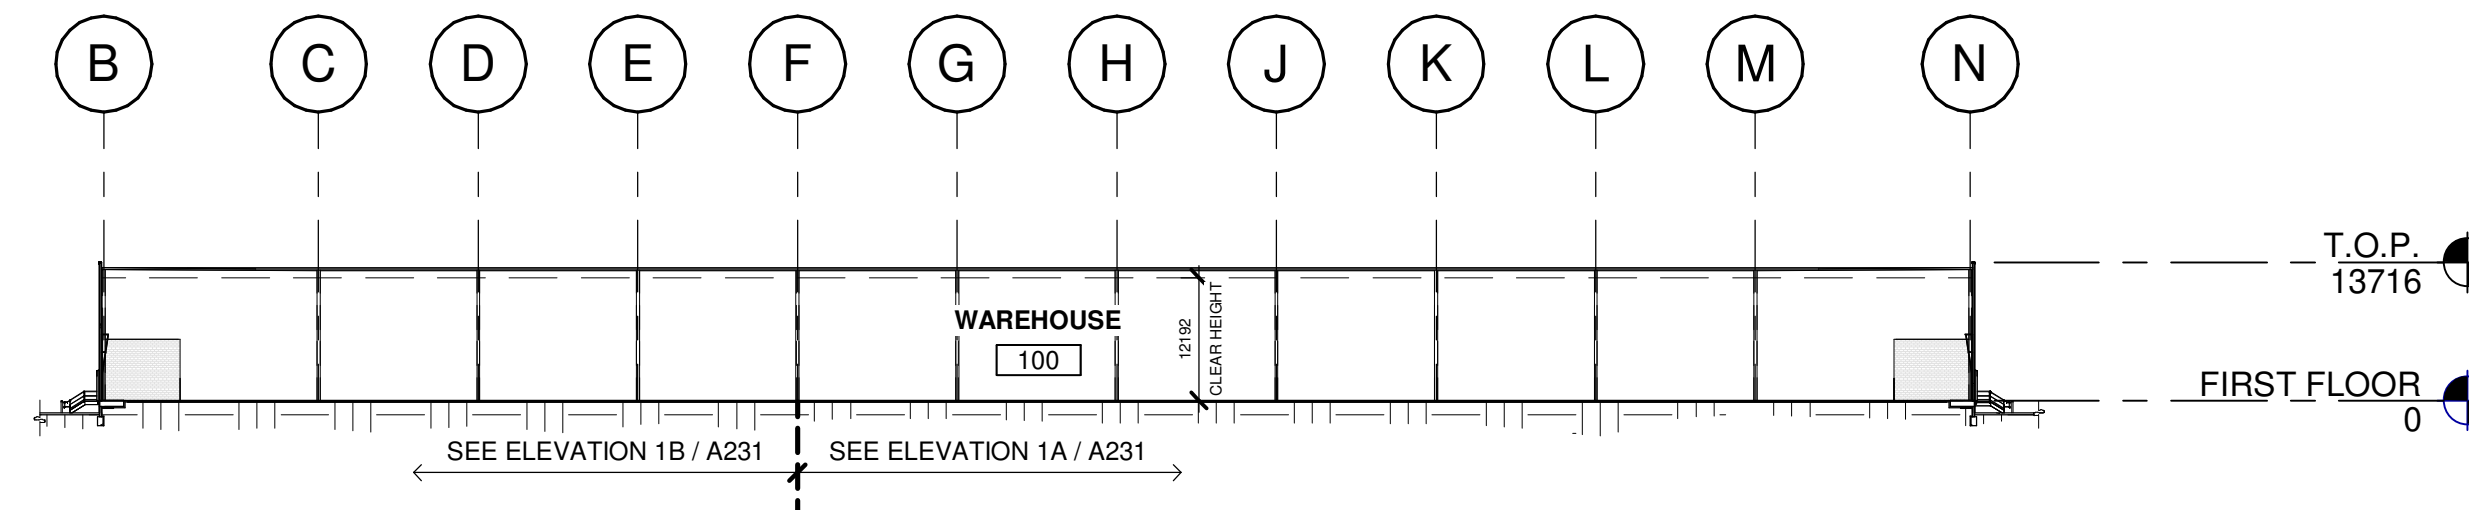 B C D E F G H J K L M N
T.O.P.
13716
WAREHOUSE
100
12192
CLEAR HEIGHT
FIRST FLOOR
0
SEE ELEVATION 1B / A231
SEE ELEVATION 1A / A231